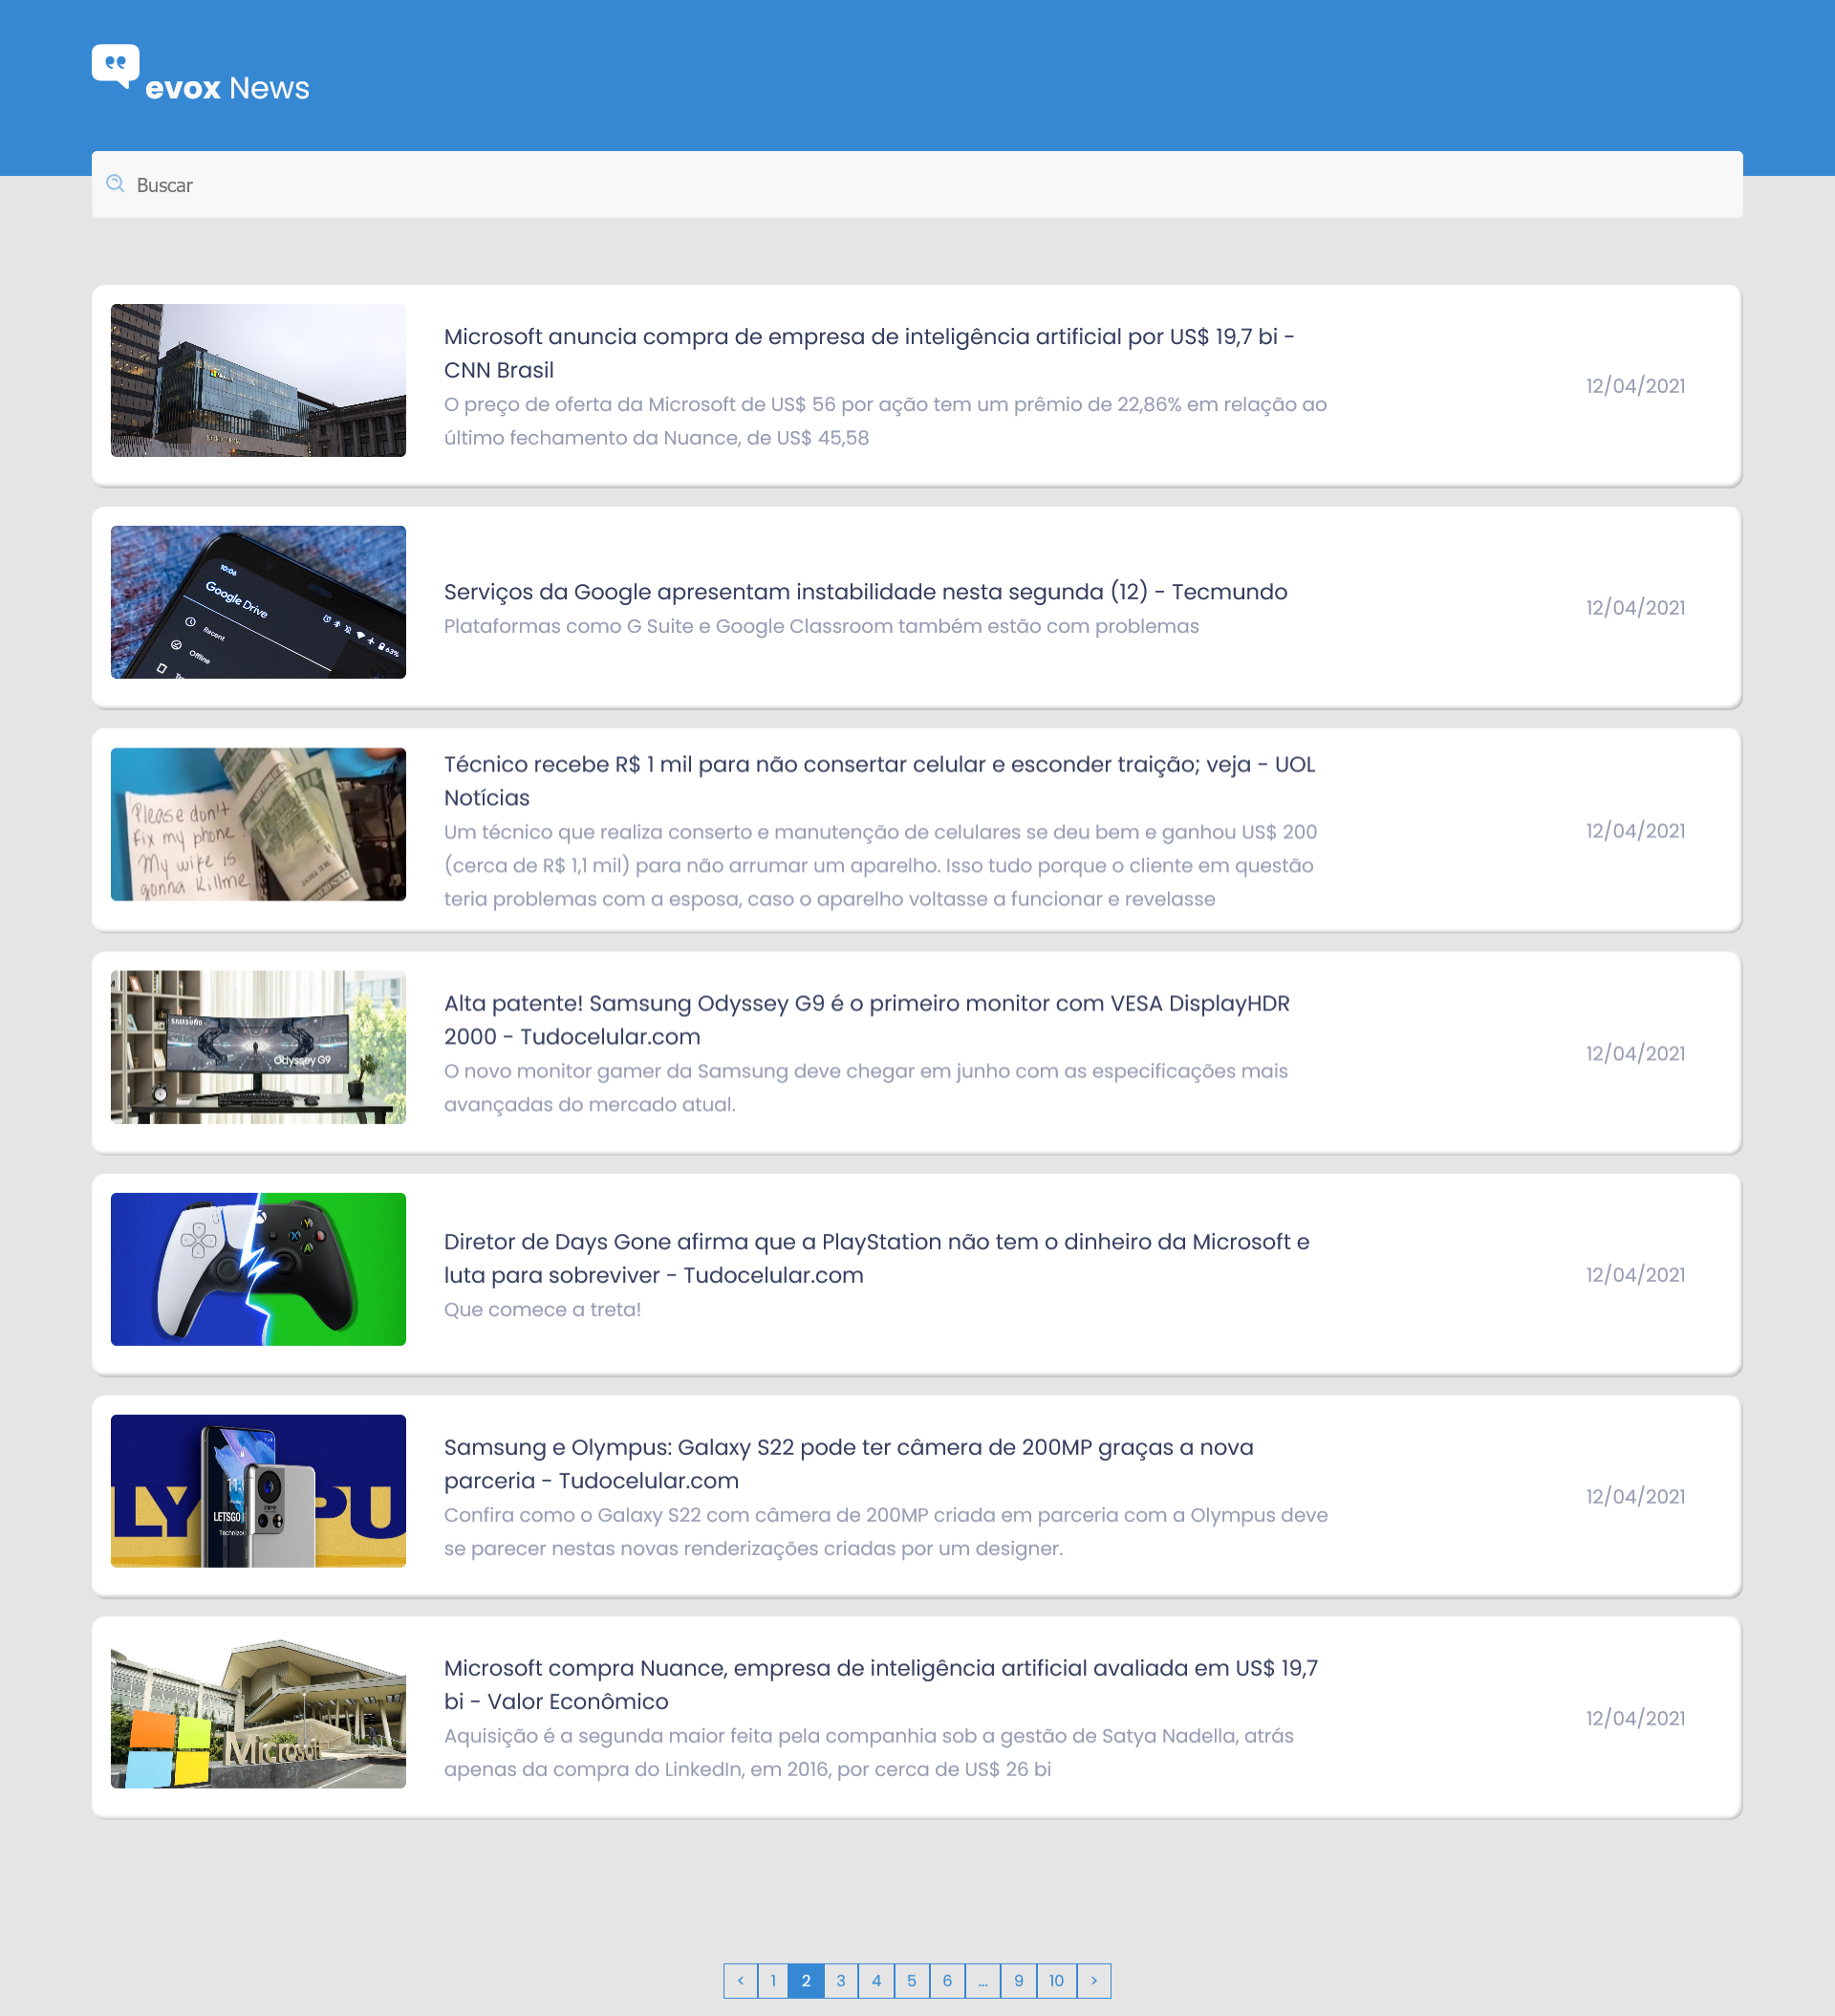 evox News
Buscar
Microsoft anuncia compra de empresa de inteligência artificial por US$ 19,7 bi -
CNN Brasil
O preço de oferta da Microsoft de US$ 56 por ação tem um prêmio de 22,86% em relação ao
último fechamento da Nuance, de US$ 45,58
12/04/2021
10:06
Google Drive
63%
Recent
Offline
Serviços da Google apresentam instabilidade nesta segunda (12) - Tecmundo
Plataformas como G Suite e Google Classroom também estão com problemas
12/04/2021
Please don't
fix my phone.
My wife is
gonna kill me
Técnico recebe R$ 1 mil para não consertar celular e esconder traição; veja - UOL
Notícias
Um técnico que realiza conserto e manutenção de celulares se deu bem e ganhou US$ 200
(cerca de R$ 1,1 mil) para não arrumar um aparelho. Isso tudo porque o cliente em questão
teria problemas com a esposa, caso o aparelho voltasse a funcionar e revelasse
12/04/2021
SAMSUNG
Odyssey G9
Alta patente! Samsung Odyssey G9 é o primeiro monitor com VESA DisplayHDR
2000 - Tudocelular.com
O novo monitor gamer da Samsung deve chegar em junho com as especificações mais
avançadas do mercado atual.
12/04/2021
Y
X
A
Diretor de Days Gone afirma que a PlayStation não tem o dinheiro da Microsoft e
luta para sobreviver - Tudocelular.com
Que comece a treta!
12/04/2021
LY PU
LETSGO
Samsung e Olympus: Galaxy S22 pode ter câmera de 200MP graças a nova
parceria - Tudocelular.com
Confira como o Galaxy S22 com câmera de 200MP criada em parceria com a Olympus deve
se parecer nestas novas renderizações criadas por um designer.
12/04/2021
Microsoft
Microsoft compra Nuance, empresa de inteligência artificial avaliada em US$ 19,7
bi - Valor Econômico
Aquisição é a segunda maior feita pela companhia sob a gestão de Satya Nadella, atrás
apenas da compra do LinkedIn, em 2016, por cerca de US$ 26 bi
12/04/2021
< 1 2 3 4 5 6 ... 9 10 >